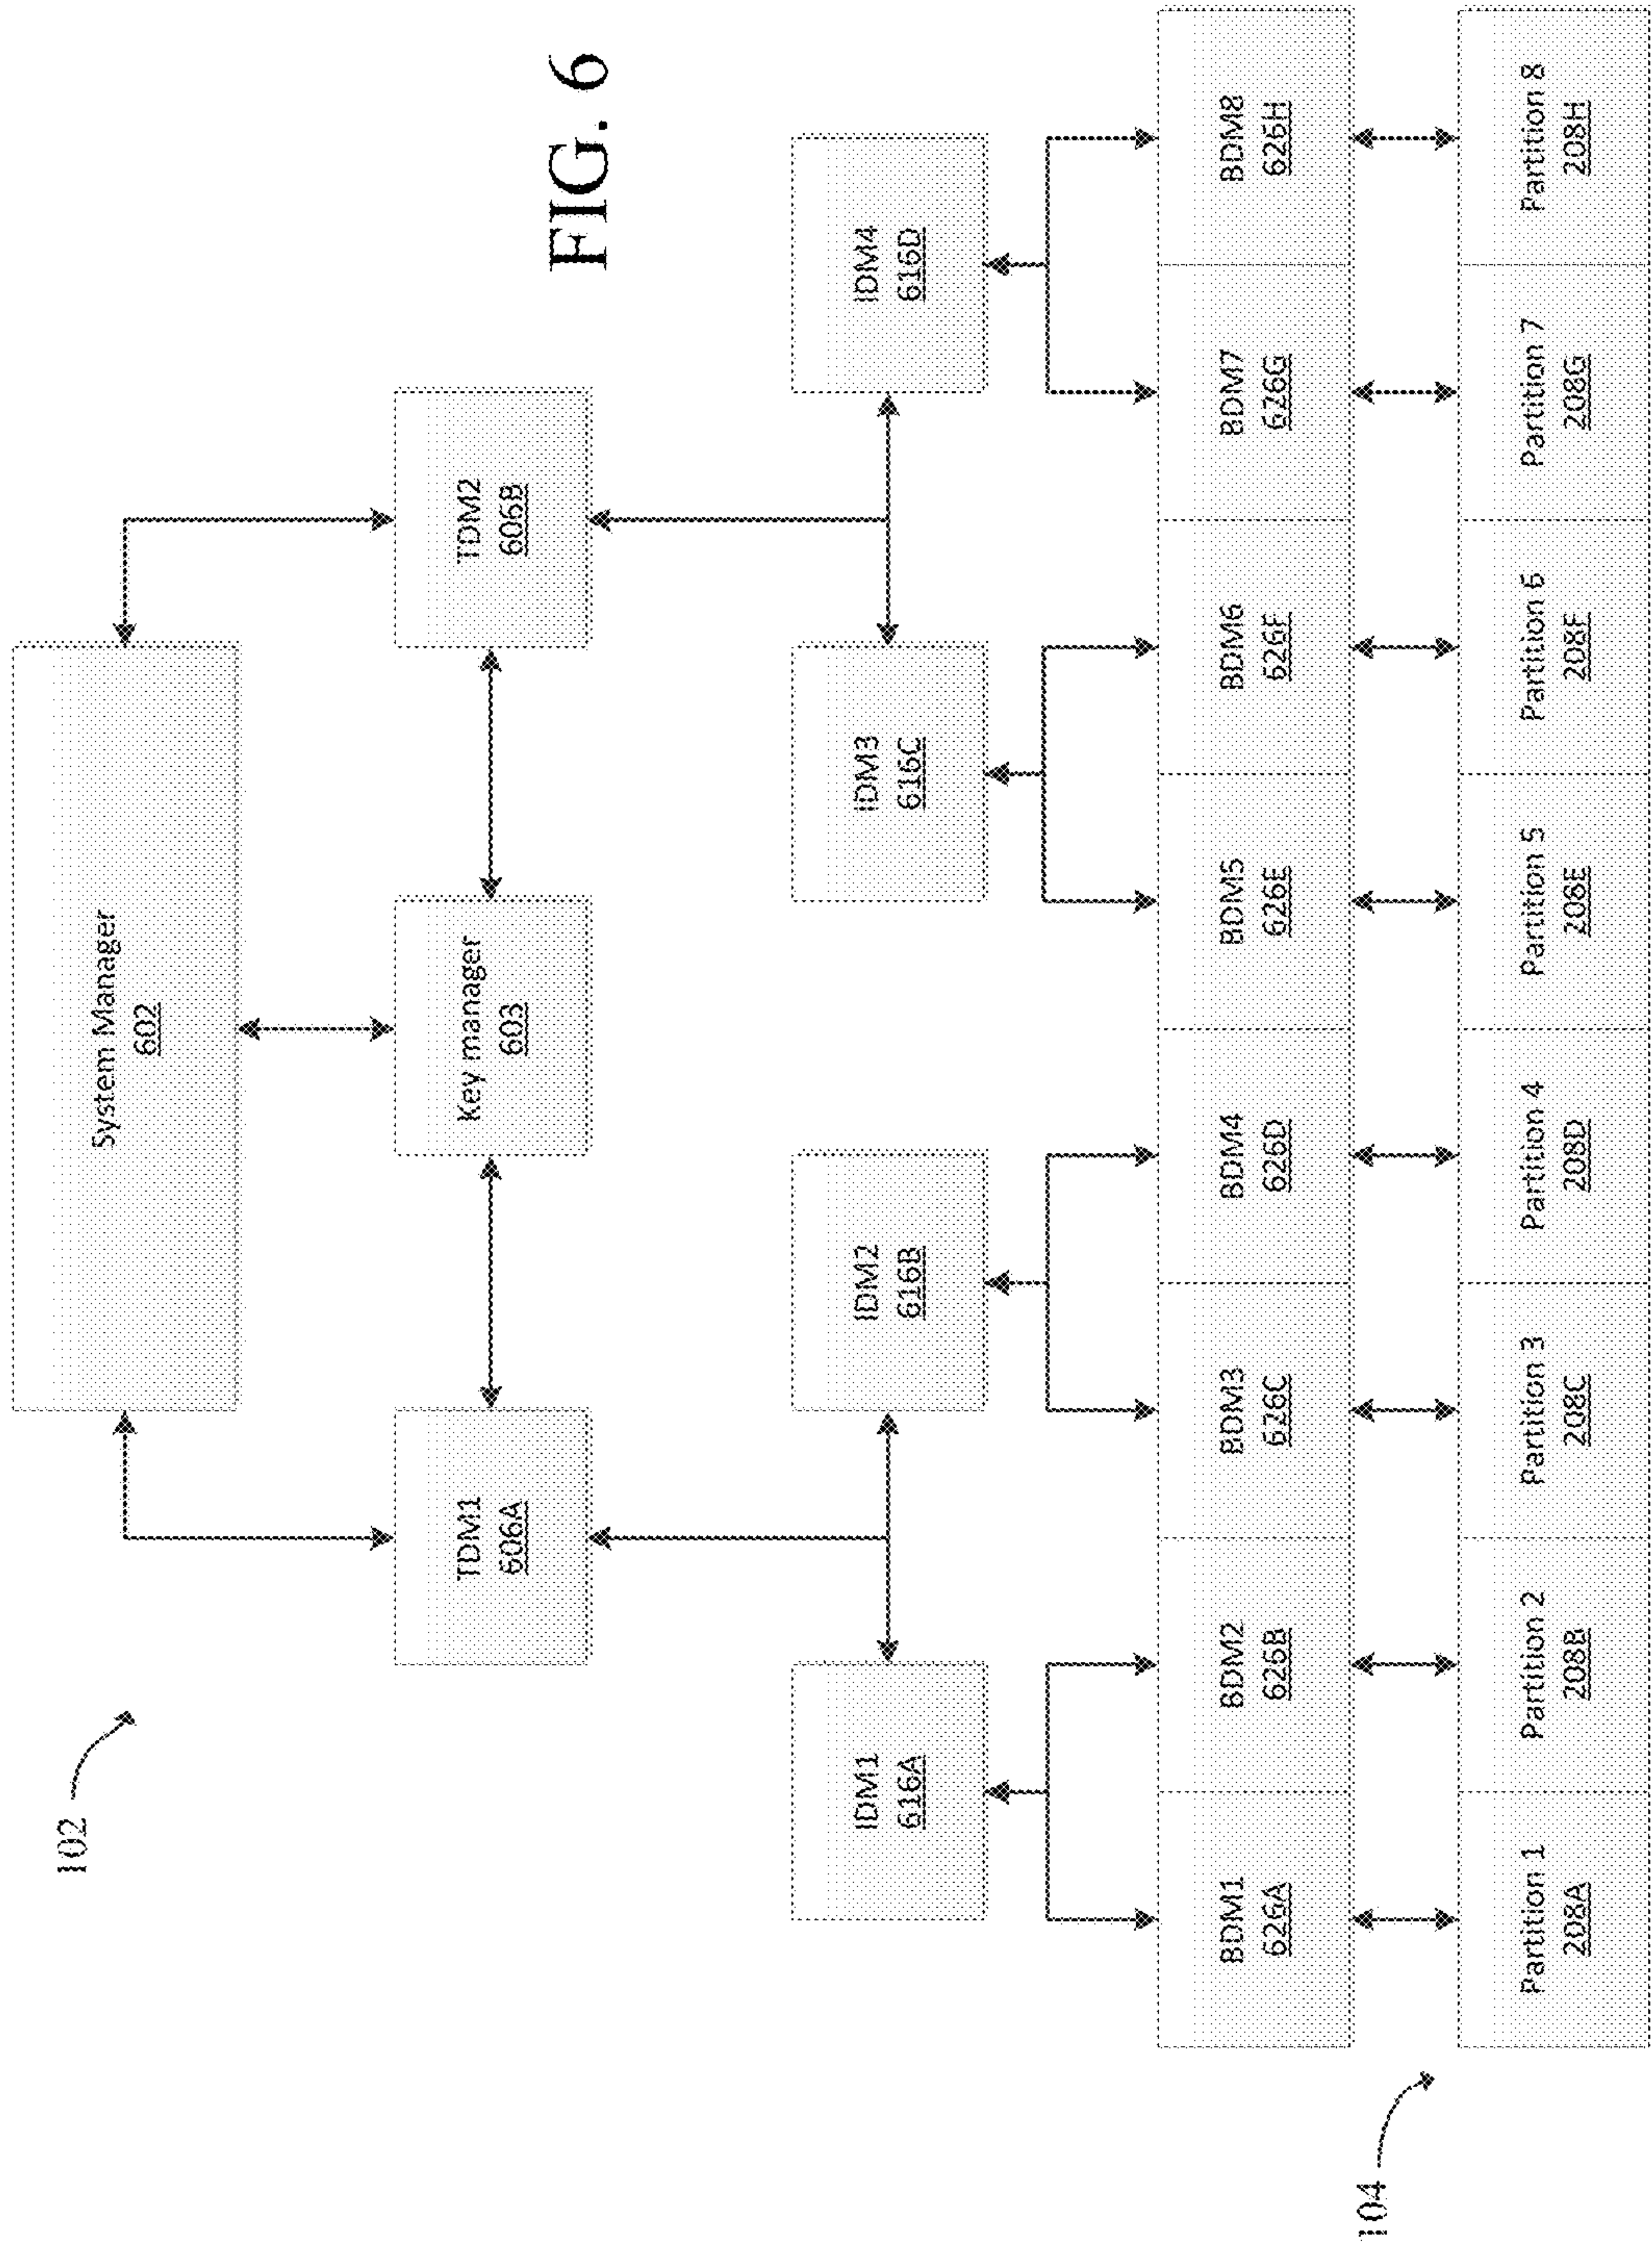 102
System Manager
602
TDM1
606A
Key manager
603
TDM2
606B
FIG. 6
IDM1
616A
IDM2
616B
IDM3
616C
IDM4
616D
BDM1
626A
BDM2
626B
BDM3
626C
BDM4
626D
BDM5
626E
BDM6
626F
BDM7
626G
BDM8
626H
104
Partition 1
208A
Partition 2
208B
Partition 3
208C
Partition 4
208D
Partition 5
208E
Partition 6
208F
Partition 7
208G
Partition 8
208H